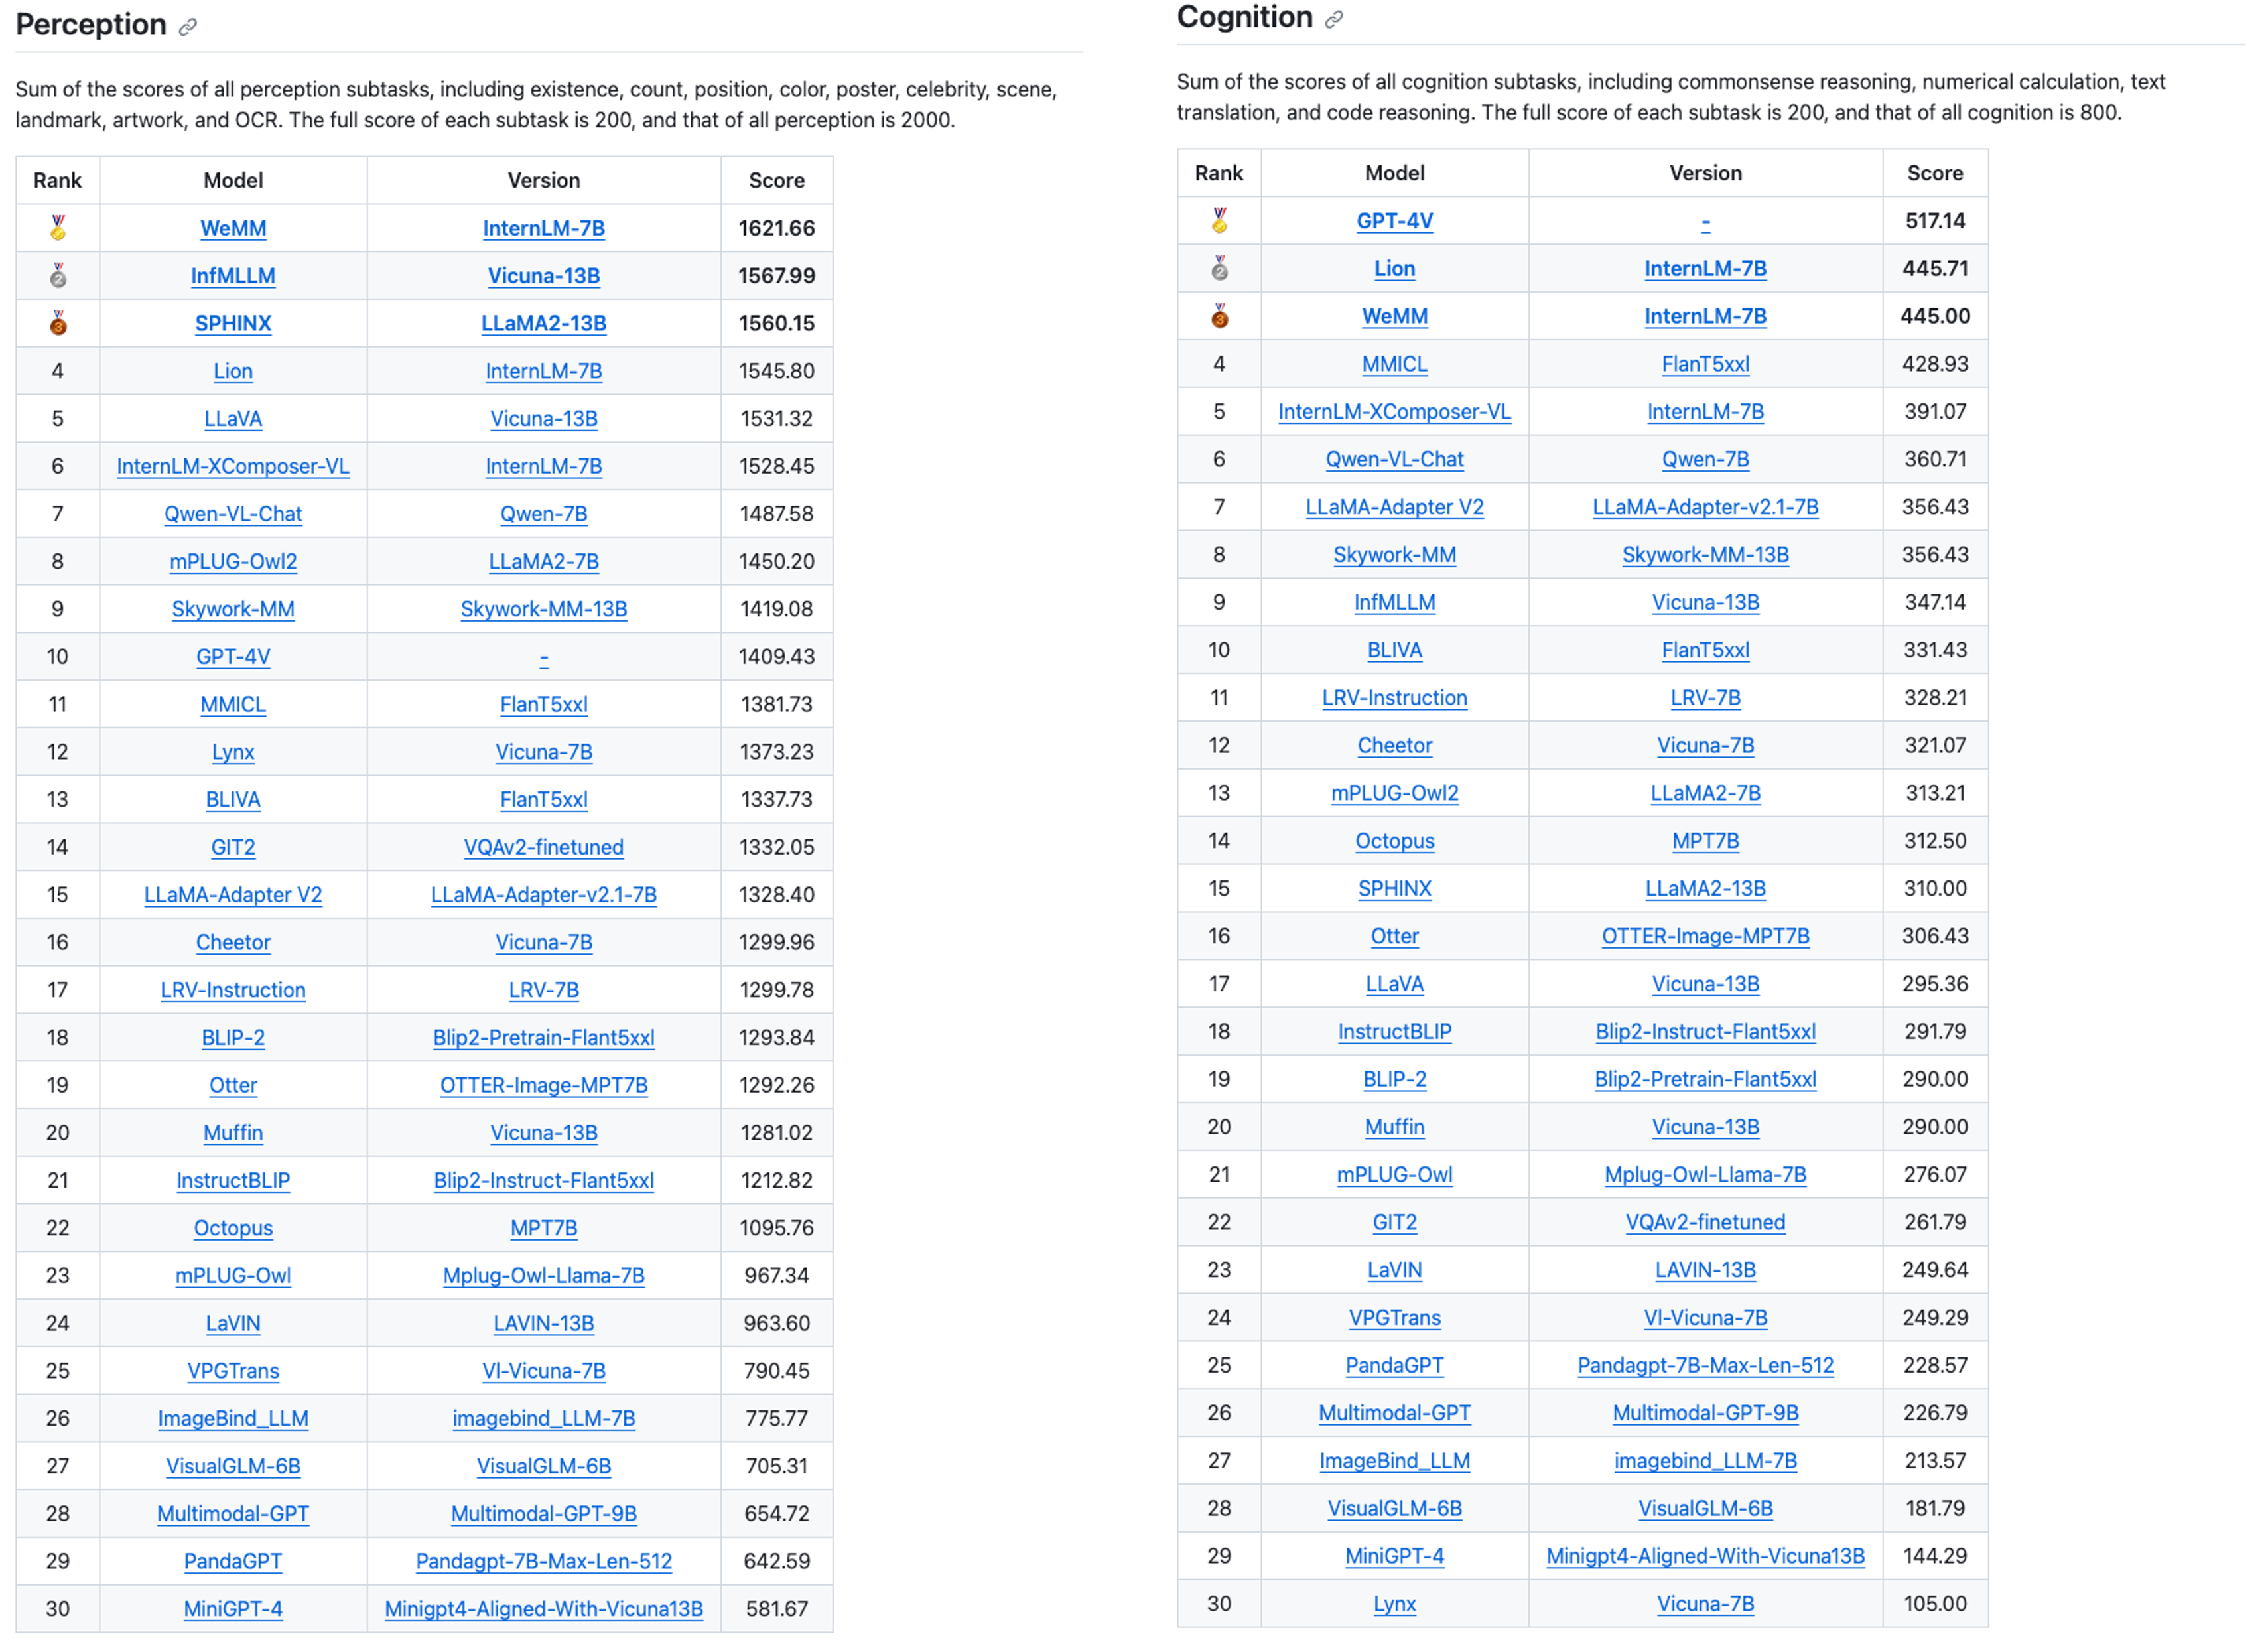 Perception
Sum of the scores of all perception subtasks, including existence, count, position, color, poster, celebrity, scene,
landmark, artwork, and OCR. The full score of each subtask is 200, and that of all perception is 2000.
Rank Model Version Score
WeMM InternLM-7B 1621.66
2 InfMLLM Vicuna-13B 1567.99
3 SPHINX LLaMA2-13B 1560.15
4 Lion InternLM-7B 1545.80
5 LLaVA Vicuna-13B 1531.32
6 InternLM-XComposer-VL InternLM-7B 1528.45
7 Qwen-VL-Chat Qwen-7B 1487.58
8 mPLUG-Owl2 LLaMA2-7B 1450.20
9 Skywork-MM Skywork-MM-13B 1419.08
10 GPT-4V - 1409.43
11 MMICL FlanT5xxl 1381.73
12 Lynx Vicuna-7B 1373.23
13 BLIVA FlanT5xxl 1337.73
14 GIT2 VQAv2-finetuned 1332.05
15 LLaMA-Adapter V2 LLaMA-Adapter-v2.1-7B 1328.40
16 Cheetor Vicuna-7B 1299.96
17 LRV-Instruction LRV-7B 1299.78
18 BLIP-2 Blip2-Pretrain-Flant5xxl 1293.84
19 Otter OTTER-Image-MPT7B 1292.26
20 Muffin Vicuna-13B 1281.02
21 InstructBLIP Blip2-Instruct-Flant5xxl 1212.82
22 Octopus MPT7B 1095.76
23 mPLUG-Owl Mplug-Owl-Llama-7B 967.34
24 LaVIN LAVIN-13B 963.60
25 VPGTrans Vl-Vicuna-7B 790.45
26 ImageBind_LLM imagebind_LLM-7B 775.77
27 VisualGLM-6B VisualGLM-6B 705.31
28 Multimodal-GPT Multimodal-GPT-9B 654.72
29 PandaGPT Pandagpt-7B-Max-Len-512 642.59
30 MiniGPT-4 Minigpt4-Aligned-With-Vicuna13B 581.67
Cognition
Sum of the scores of all cognition subtasks, including commonsense reasoning, numerical calculation, text
translation, and code reasoning. The full score of each subtask is 200, and that of all cognition is 800.
Rank Model Version Score
GPT-4V - 517.14
2 Lion InternLM-7B 445.71
3 WeMM InternLM-7B 445.00
4 MMICL FlanT5xxl 428.93
5 InternLM-XComposer-VL InternLM-7B 391.07
6 Qwen-VL-Chat Qwen-7B 360.71
7 LLaMA-Adapter V2 LLaMA-Adapter-v2.1-7B 356.43
8 Skywork-MM Skywork-MM-13B 356.43
9 InfMLLM Vicuna-13B 347.14
10 BLIVA FlanT5xxl 331.43
11 LRV-Instruction LRV-7B 328.21
12 Cheetor Vicuna-7B 321.07
13 mPLUG-Owl2 LLaMA2-7B 313.21
14 Octopus MPT7B 312.50
15 SPHINX LLaMA2-13B 310.00
16 Otter OTTER-Image-MPT7B 306.43
17 LLaVA Vicuna-13B 295.36
18 InstructBLIP Blip2-Instruct-Flant5xxl 291.79
19 BLIP-2 Blip2-Pretrain-Flant5xxl 290.00
20 Muffin Vicuna-13B 290.00
21 mPLUG-Owl Mplug-Owl-Llama-7B 276.07
22 GIT2 VQAv2-finetuned 261.79
23 LaVIN LAVIN-13B 249.64
24 VPGTrans Vl-Vicuna-7B 249.29
25 PandaGPT Pandagpt-7B-Max-Len-512 228.57
26 Multimodal-GPT Multimodal-GPT-9B 226.79
27 ImageBind_LLM imagebind_LLM-7B 213.57
28 VisualGLM-6B VisualGLM-6B 181.79
29 MiniGPT-4 Minigpt4-Aligned-With-Vicuna13B 144.29
30 Lynx Vicuna-7B 105.00